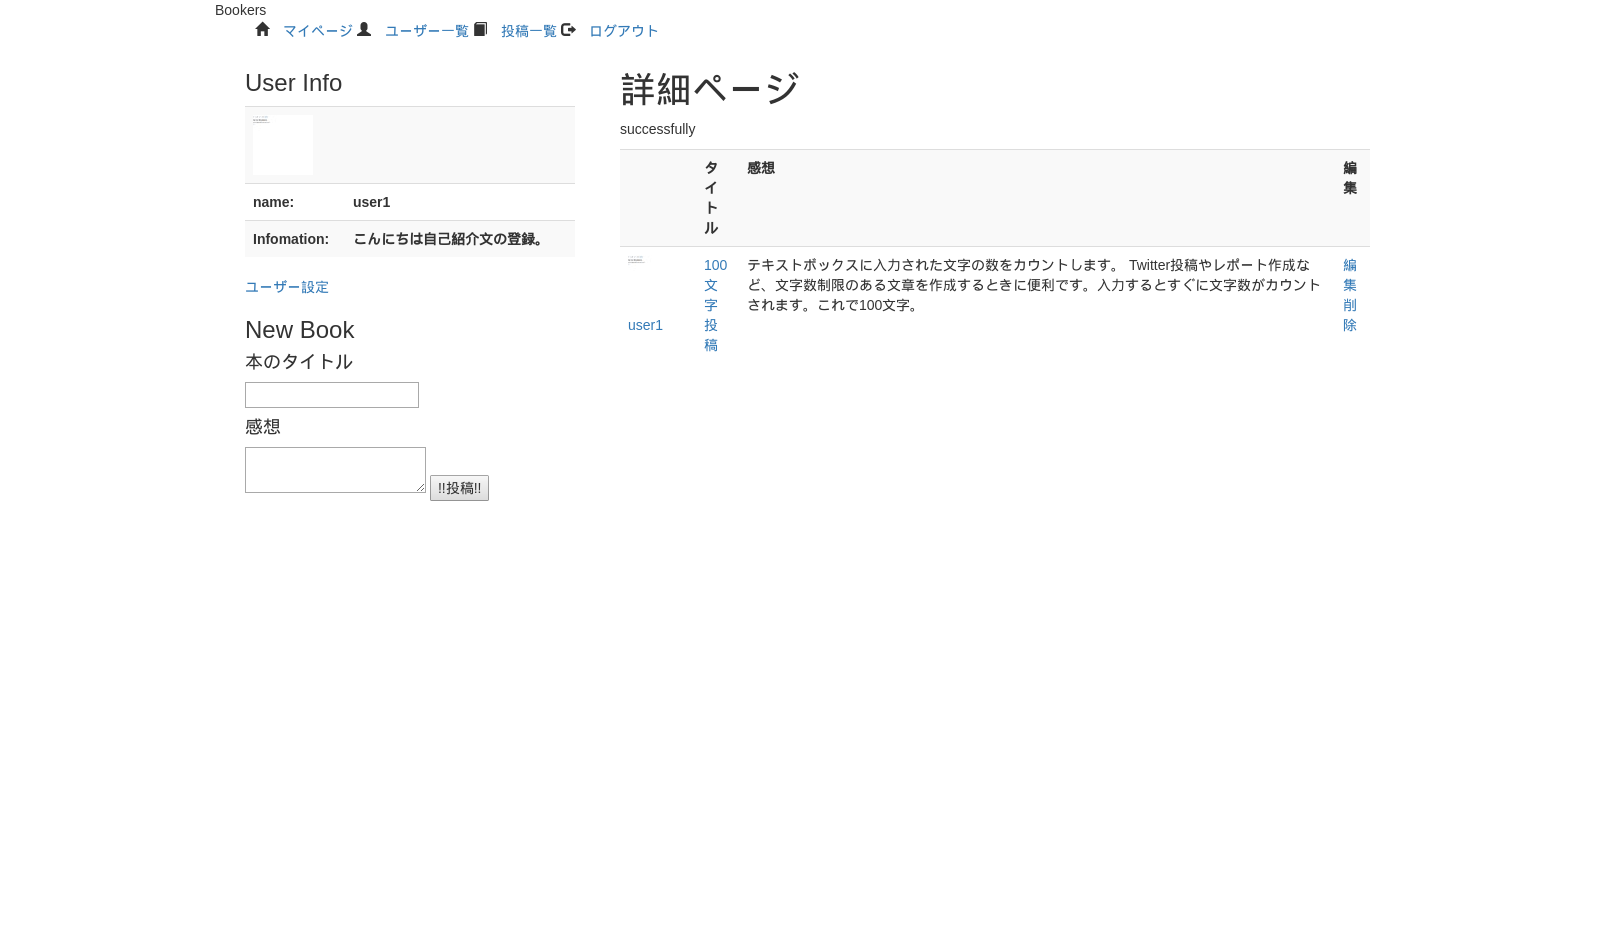 Bookers
マイページ ユーザー一覧 投稿一覧 ログアウト
User Info
name: user1
Infomation: こんにちは自己紹介文の登録。
ユーザー設定
New Book
本のタイトル
感想
!!投稿!!
詳細ページ
successfully
タイトル 感想 編集
user1
100文字投稿
テキストボックスに入力された文字の数をカウントします。 Twitter投稿やレポート作成な
ど、文字数制限のある文章を作成するときに便利です。入力するとすぐに文字数がカウント
されます。これで100文字。
編集
削除